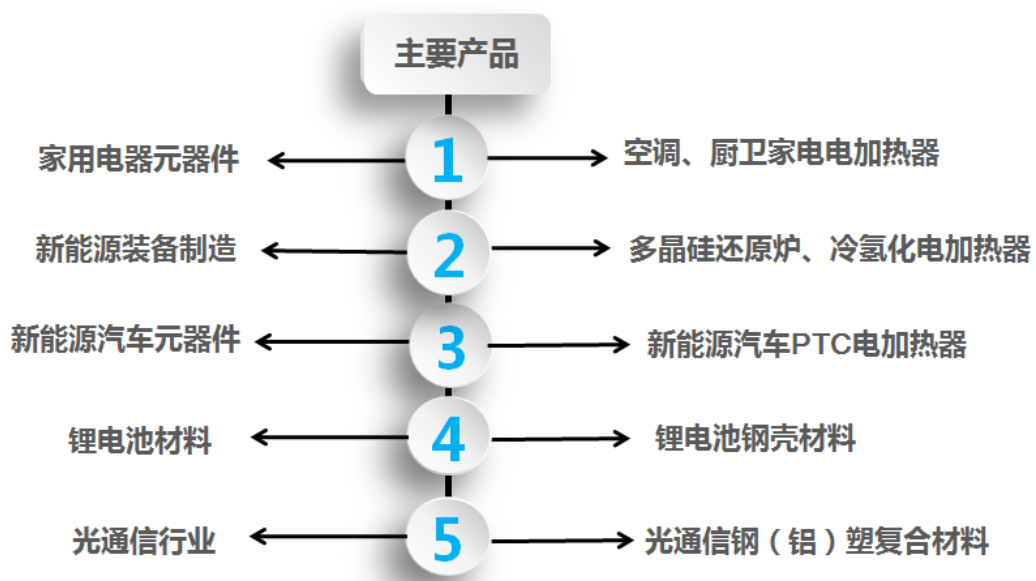 主要产品
家用电器元器件
1
空调、厨卫家电电加热器
新能源装备制造
2
多晶硅还原炉、冷氢化电加热器
新能源汽车元器件
3
新能源汽车PTC电加热器
锂电池材料
4
锂电池钢壳材料
光通信行业
5
光通信钢（铝）塑复合材料